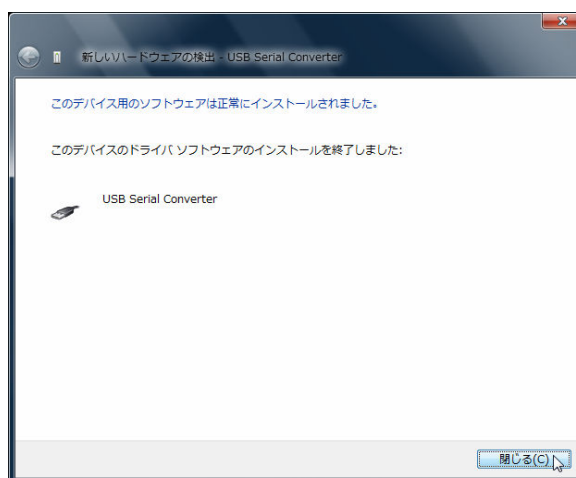 新しいハードウェアの検出 - USB Serial Converter
このデバイス用のソフトウェアは正常にインストールされました。
このデバイスのドライバ ソフトウェアのインストールを終了しました:
USB Serial Converter
閉じる(C)